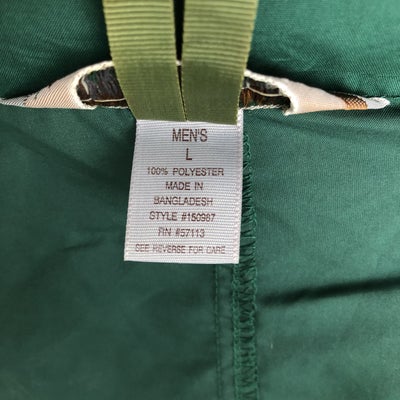 MEN'S
L
100% POLYESTER
MADE IN
BANGLADESH
STYLE #150987
RN #57113
SEE REVERSE FOR CARE